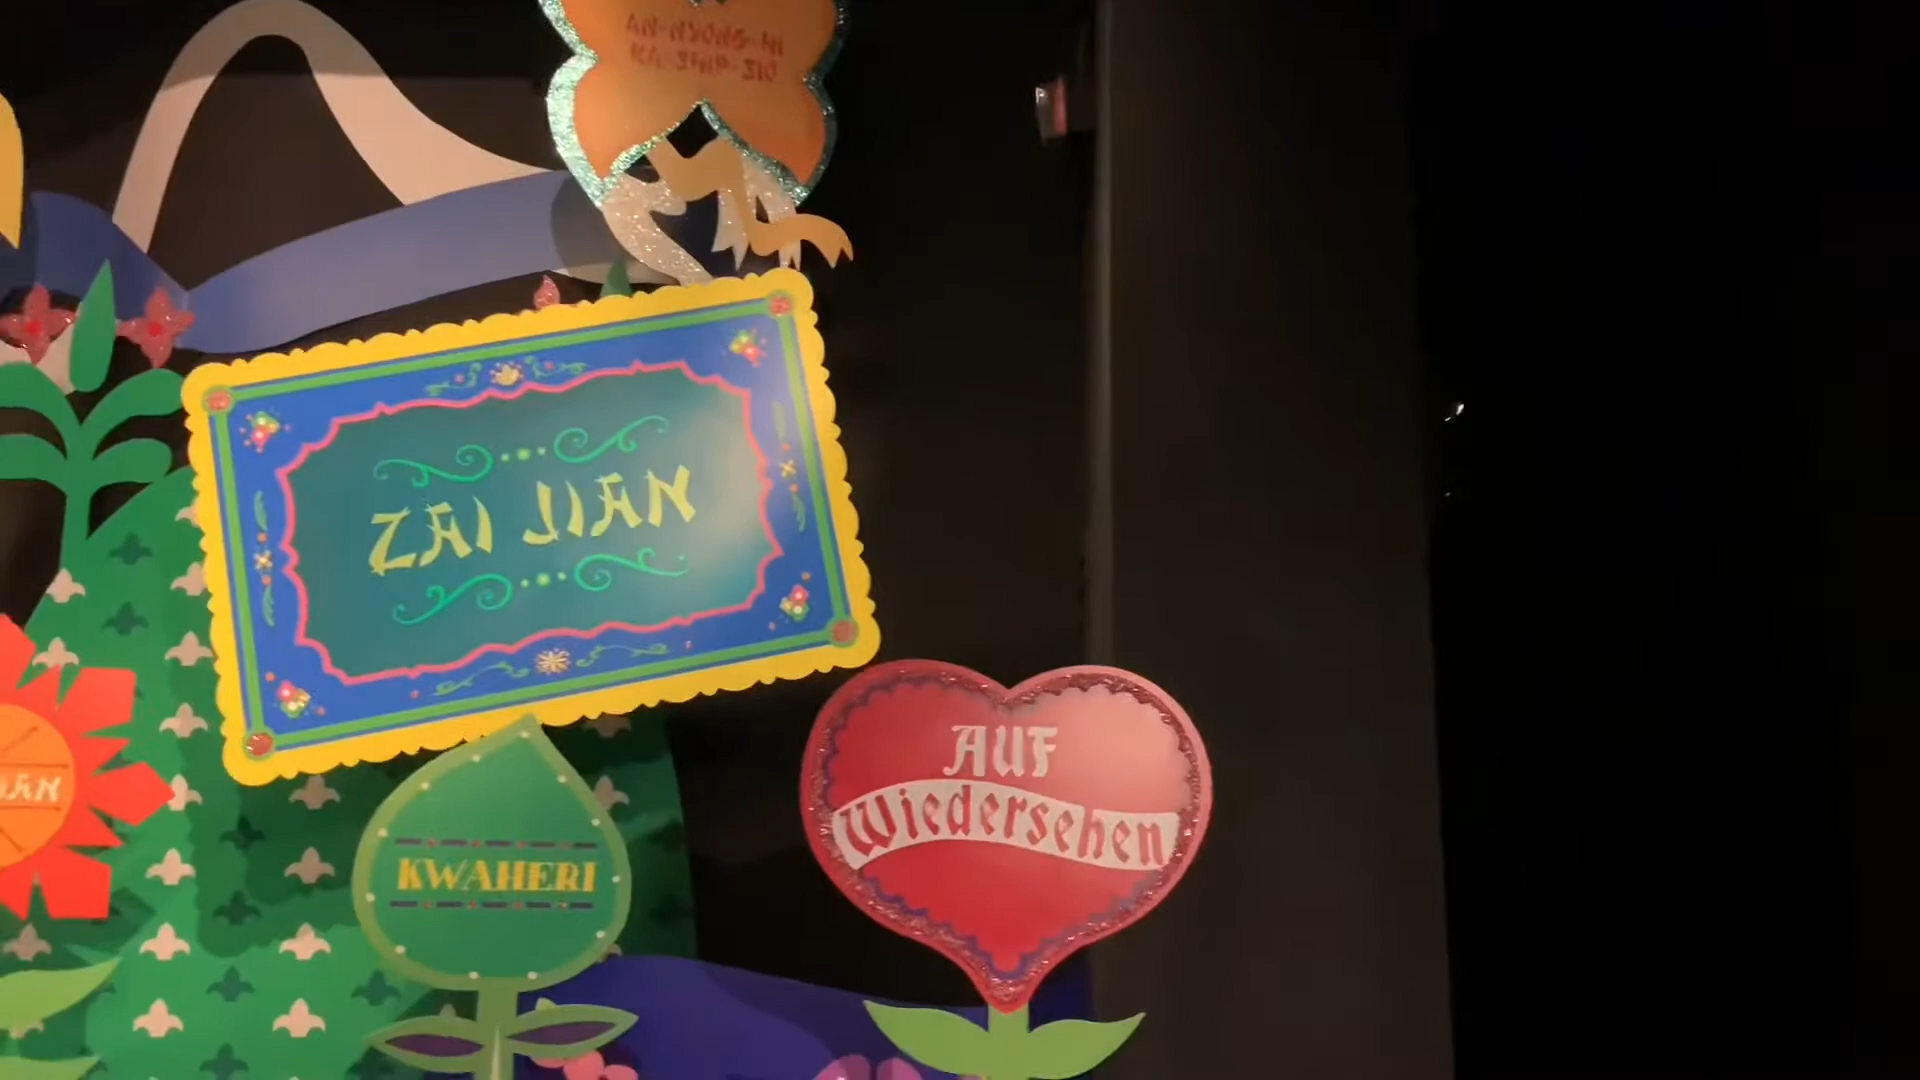 AN-NYONG-HI
KA-SHIP-SIO
ZAI JIAN
KWAHERI
AUF
Wiedersehen